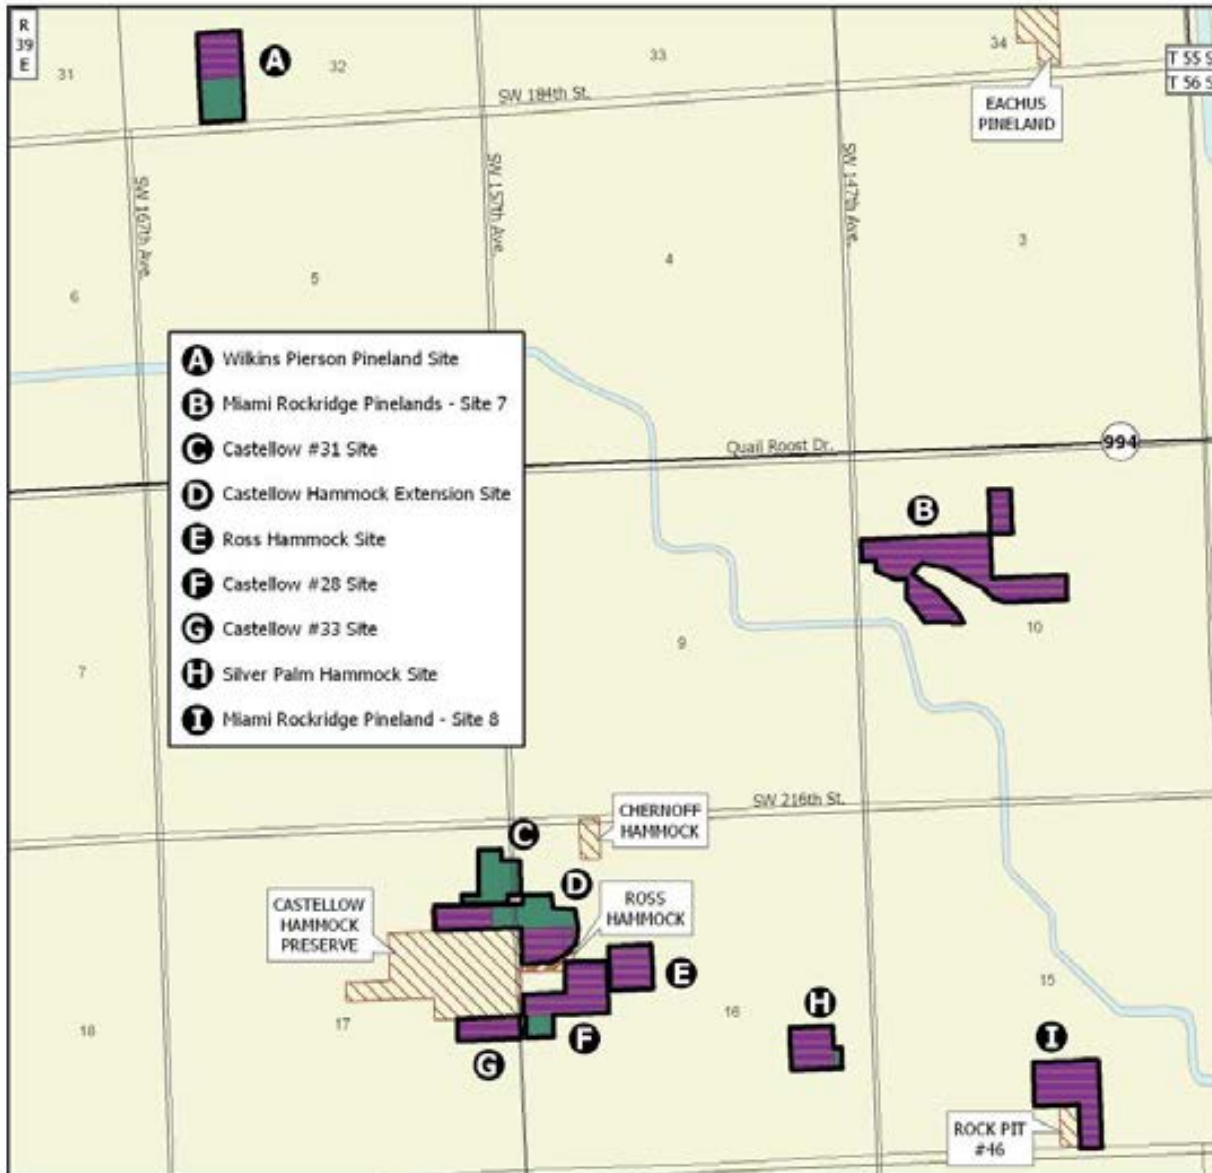 R
39
E
31
A
32
33
34
T 55 S
T 56 S
SW 184th St.
EACHUS
PINELAND
SW 167th Ave.
SW 157th Ave.
SW 147th Ave.
6
5
4
3
A Wilkins Pierson Pineland Site
B Miami Rockridge Pinelands - Site 7
C Castellow #31 Site
D Castellow Hammock Extension Site
E Ross Hammock Site
F Castellow #28 Site
G Castellow #33 Site
H Silver Palm Hammock Site
I Miami Rockridge Pineland - Site 8
Quail Roost Dr.
994
B
7
9
10
SW 216th St.
CHERNOFF
HAMMOCK
C
D
CASTELLOW
HAMMOCK
PRESERVE
ROSS
HAMMOCK
E
18
17
16
15
H
F
G
I
ROCK PIT
#46